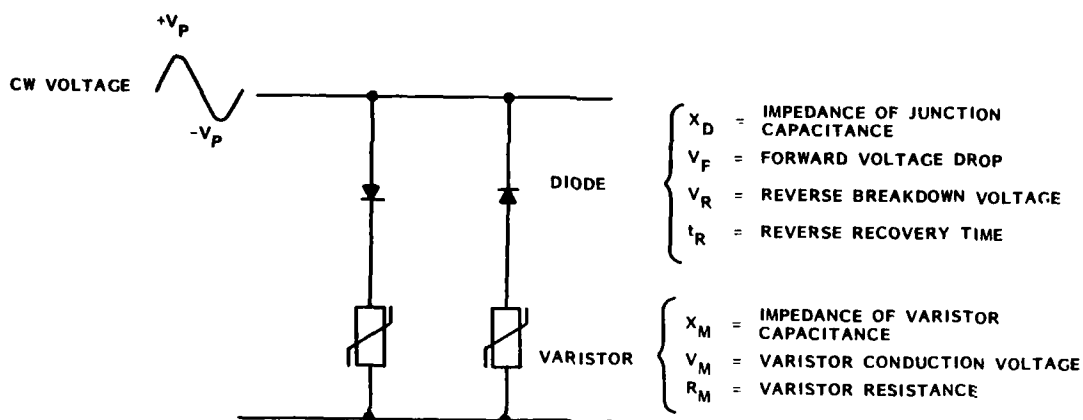 +VP
CW VOLTAGE
-VP
DIODE
XD = IMPEDANCE OF JUNCTION
CAPACITANCE
VF = FORWARD VOLTAGE DROP
VR = REVERSE BREAKDOWN VOLTAGE
tR = REVERSE RECOVERY TIME
VARISTOR
XM = IMPEDANCE OF VARISTOR
CAPACITANCE
VM = VARISTOR CONDUCTION VOLTAGE
RM = VARISTOR RESISTANCE